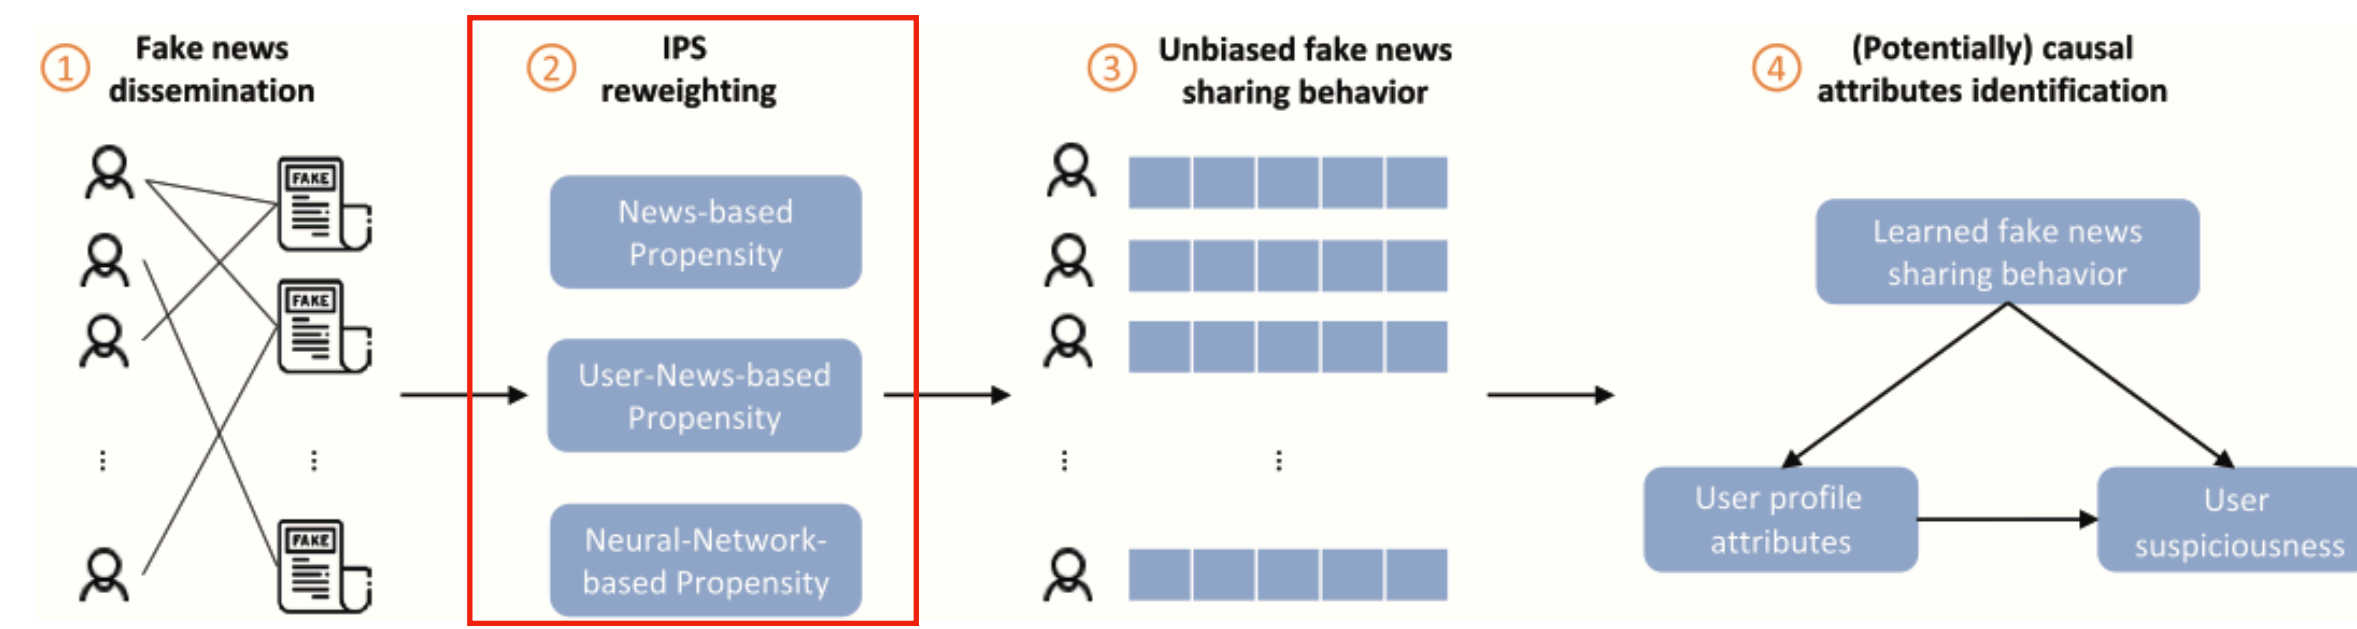 1
Fake news
dissemination
FAKE
FAKE
FAKE
2
IPS
reweighting
News-based
Propensity
User-News-based
Propensity
Neural-Network-
based Propensity
3
Unbiased fake news
sharing behavior
4
(Potentially) causal
attributes identification
Learned fake news
sharing behavior
User profile
attributes
User
suspiciousness